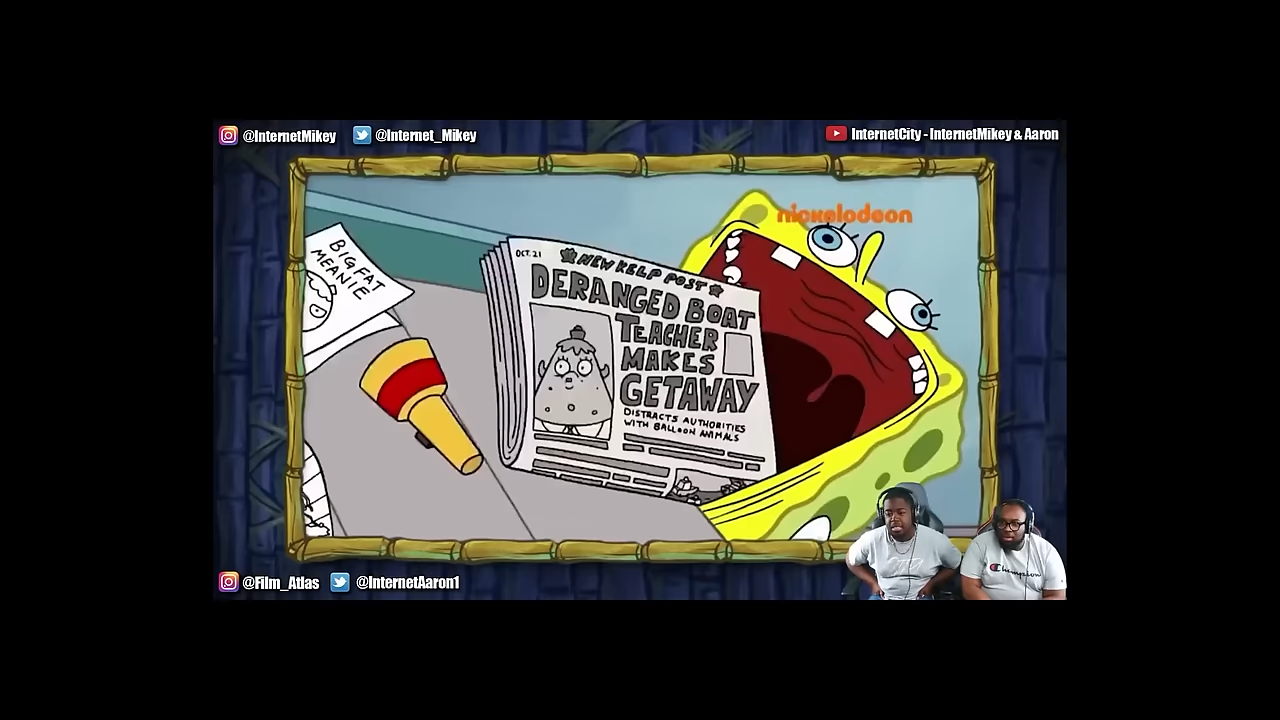 @InternetMikey @Internet_Mikey
InternetCity - InternetMikey & Aaron
nickelodeon
BIG FAT
MEANIE
OCT. 21
NEW KELP POST
DERANGED BOAT
TEACHER
MAKES
GETAWAY
DISTRACTS AUTHORITIES
WITH BALLOON ANIMALS
Champion
@Film_Atlas @InternetAaron1